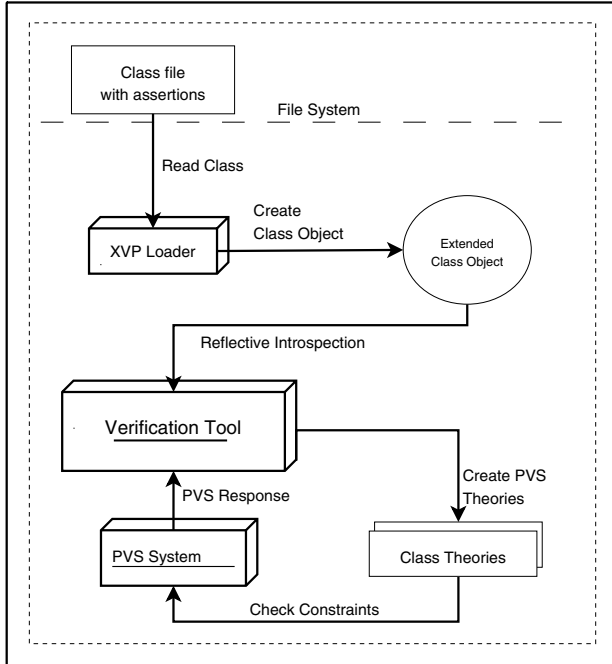 Class file
with assertions
File System
Read Class
Create
Class Object
XVP Loader
Extended
Class Object
Reflective Introspection
Verification Tool
Create PVS
Theories
PVS Response
PVS System
Class Theories
Check Constraints